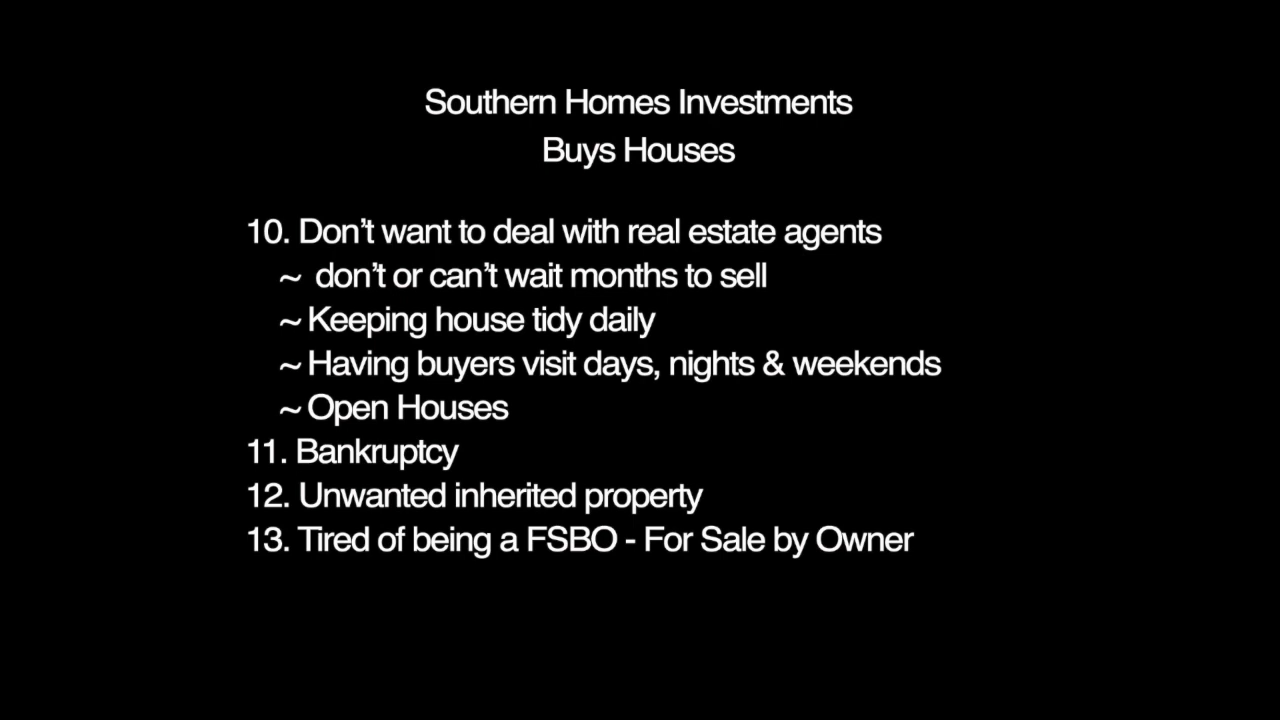 Southern Homes Investments
Buys Houses
10. Don’t want to deal with real estate agents
~ don’t or can’t wait months to sell
~ Keeping house tidy daily
~ Having buyers visit days, nights & weekends
~ Open Houses
11. Bankruptcy
12. Unwanted inherited property
13. Tired of being a FSBO - For Sale by Owner